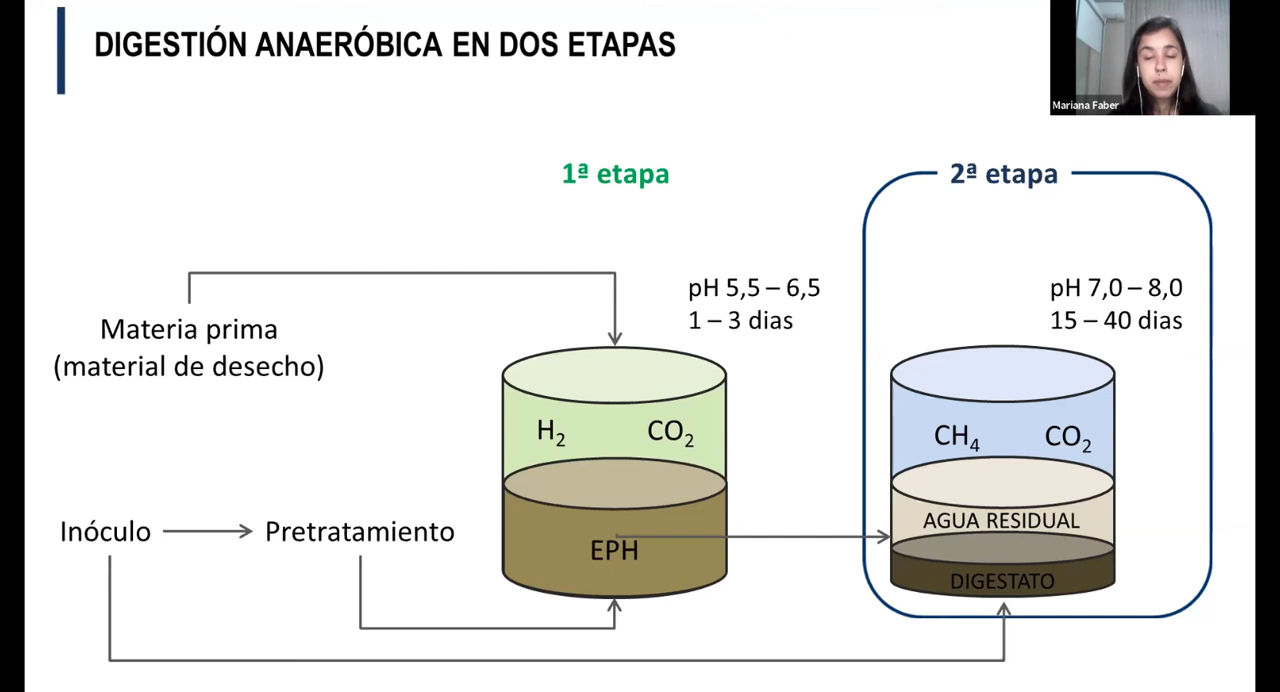 DIGESTIÓN ANAERÓBICA EN DOS ETAPAS
Mariana Faber
1ª etapa
2ª etapa
pH 5,5 – 6,5
1 – 3 dias
pH 7,0 – 8,0
15 – 40 dias
Materia prima
(material de desecho)
H₂ CO₂
CH₄ CO₂
AGUA RESIDUAL
Inóculo
Pretratamiento
EPH
DIGESTATO